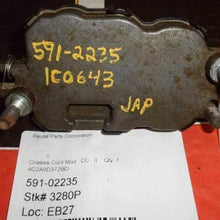 591-2235
1C0643
JAP
Reuse Parts Corporation
Chassis Cont Mod CC 0 Qty 1
4C2A9D372BD
591-02235
Stk# 3280P
Loc: EB27